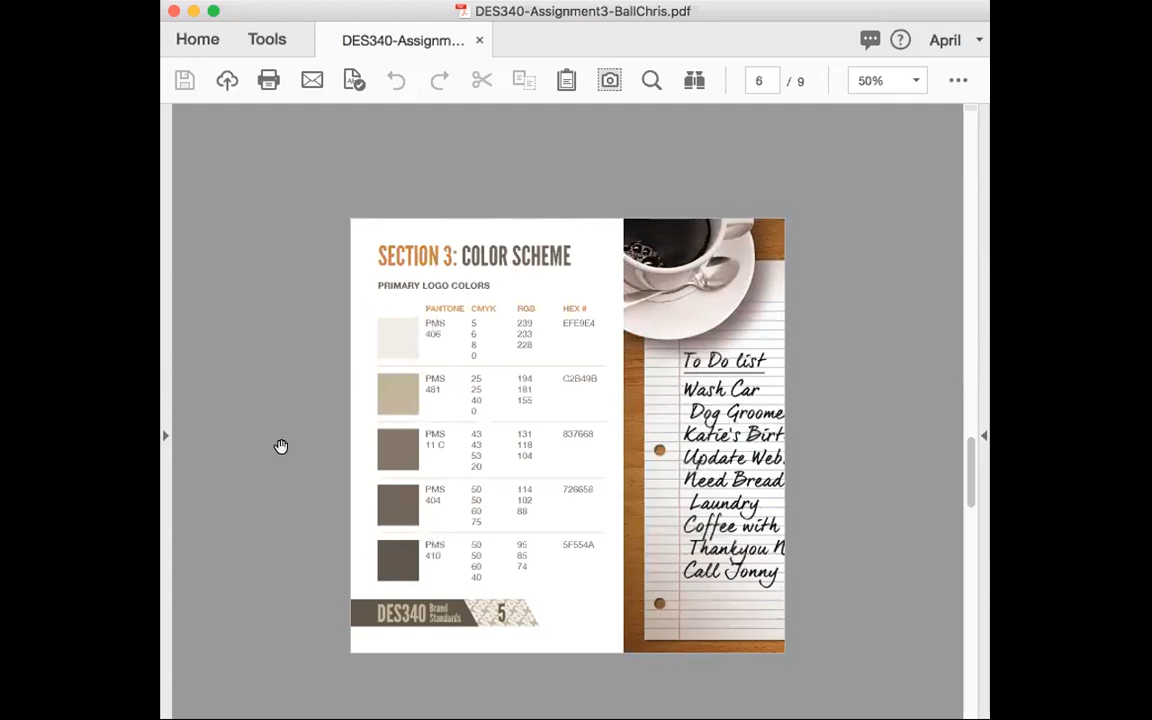 DES340-Assignment3-BallChris.pdf
Home Tools DES340-Assignm... × ? April
6 / 9 50%
SECTION 3: COLOR SCHEME
PRIMARY LOGO COLORS
PANTONE CMYK RGB HEX #
PMS 5 239 EFE9E4
406 6 233
8 228
0
PMS 25 194 C2B49B
481 25 181
40 155
0
PMS 43 131 837668
11 C 43 118
53 104
20
PMS 50 114 726658
404 50 102
60 88
75
PMS 50 95 5F554A
410 50 85
60 74
40
DES340 Brand
Standards 5
To Do list
Wash Car
Dog Groome
Katie's Birt
Update Web.
Need Bread
Laundry
Coffee with
Thankyou N
Call Jonny